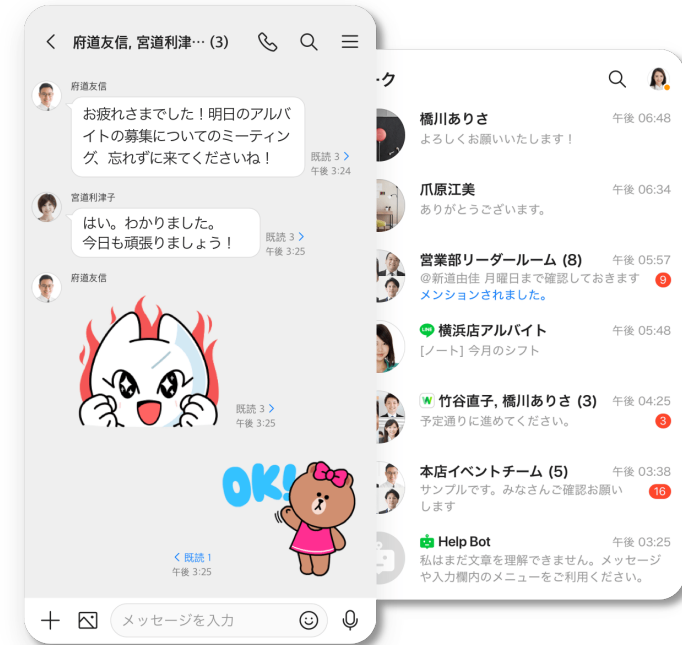 府道友信, 宮道利津… (3)
府道友信
お疲れさまでした！明日のアルバ
イトの募集についてのミーティン
グ、忘れずに来てくださいね！
既読 3
午後 3:24
宮道利津子
はい。わかりました。
今日も頑張りましょう！
既読 3
午後 3:25
府道友信
既読 3
午後 3:25
OK!
既読 1
午後 3:25
メッセージを入力
ーク
橋川ありさ
午後 06:48
よろしくお願いいたします！
爪原江美
午後 06:34
ありがとうございます。
営業部リーダールーム (8)
午後 05:57
@新道由佳 月曜日まで確認しておきます
9
メンションされました。
LINE
横浜店アルバイト
午後 05:48
[ノート] 今月のシフト
W
竹谷直子, 橋川ありさ (3)
午後 04:25
予定通りに進めてください。
3
本店イベントチーム (5)
午後 03:38
サンプルです。みなさんご確認お願い
します
16
Help Bot
午後 03:25
私はまだ文章を理解できません。メッセージ
や入力欄内のメニューをご利用ください。